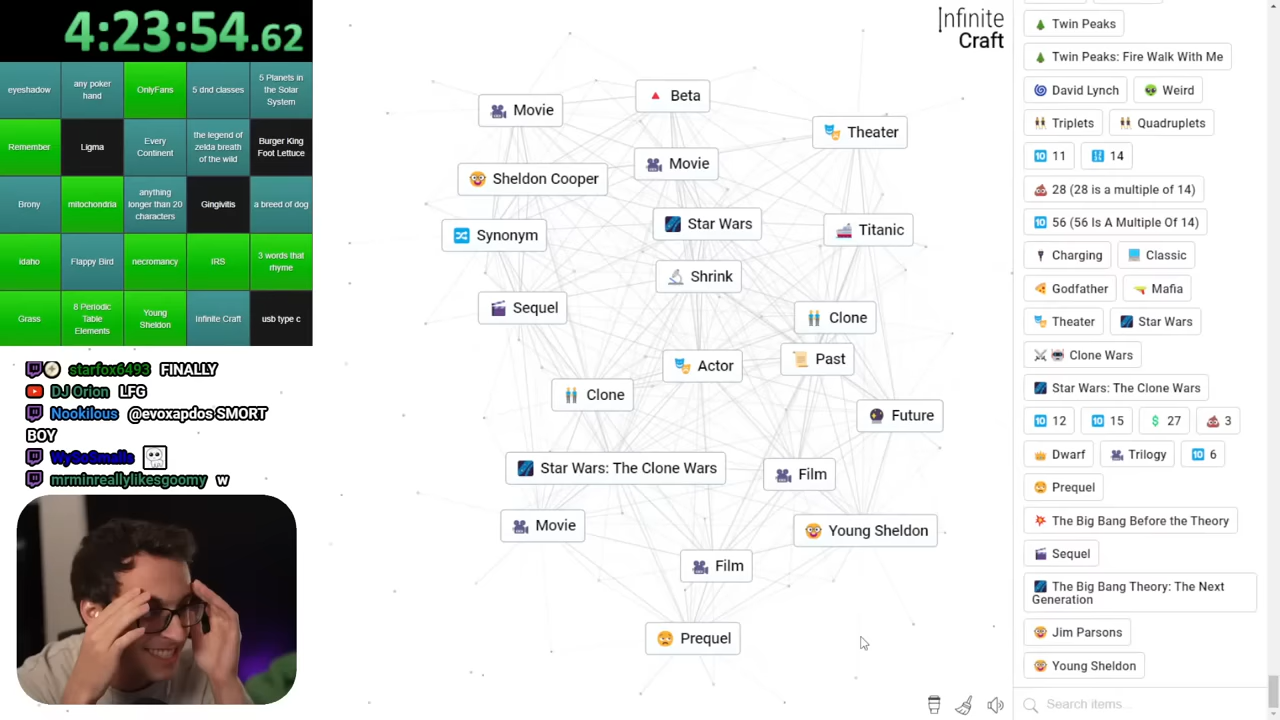 4:23:54.62
eyeshadow
any poker
hand
OnlyFans
5 dnd classes
5 Planets in
the Solar
System
Remember
Ligma
Every
Continent
the legend of
zelda breath
of the wild
Burger King
Foot Lettuce
Brony
mitochondria
anything
longer than 20
characters
Gingivitis
a breed of dog
idaho
Flappy Bird
necromancy
IRS
3 words that
rhyme
Grass
8 Periodic
Table
Elements
Young
Sheldon
Infinite Craft
usb type c
starfox6493 FINALLY
DJ Orion LFG
Nookilous @evoxapdos SMORT
BOY
WySoSmalls
mrminreallylikesgoomy w
Infinite
Craft
Movie
Beta
Theater
Movie
Sheldon Cooper
Star Wars
Titanic
Synonym
Shrink
Sequel
Clone
Past
Actor
Clone
Future
Star Wars: The Clone Wars
Film
Movie
Young Sheldon
Film
Prequel
Twin Peaks
Twin Peaks: Fire Walk With Me
David Lynch
Weird
Triplets
Quadruplets
11
14
28 (28 is a multiple of 14)
56 (56 Is A Multiple Of 14)
Charging
Classic
Godfather
Mafia
Theater
Star Wars
Clone Wars
Star Wars: The Clone Wars
12
15
27
3
Dwarf
Trilogy
6
Prequel
The Big Bang Before the Theory
Sequel
The Big Bang Theory: The Next
Generation
Jim Parsons
Young Sheldon
Search items...